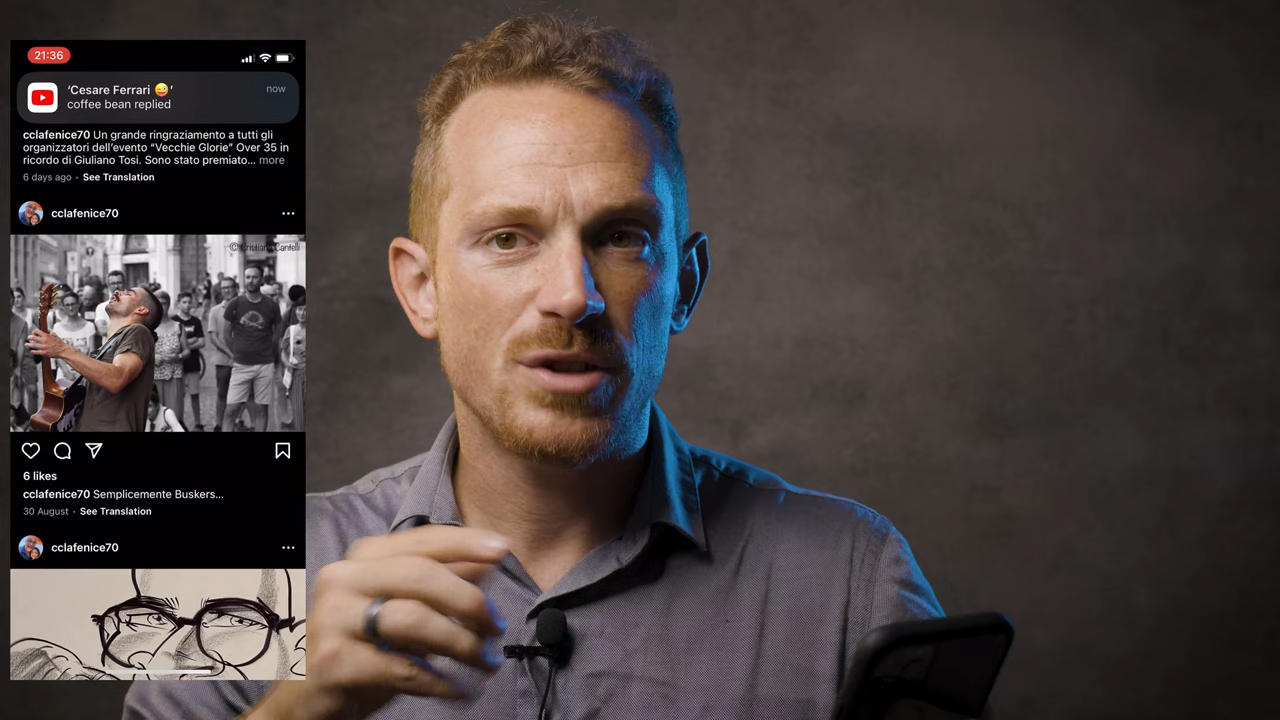 21:36
‘Cesare Ferrari 😜’
now
coffee bean replied
cclafenice70 Un grande ringraziamento a tutti gli
organizzatori dell’evento “Vecchie Glorie” Over 35 in
ricordo di Giuliano Tosi. Sono stato premiato... more
6 days ago · See Translation
cclafenice70
© Cristiano Cantelli
6 likes
cclafenice70 Semplicemente Buskers...
30 August · See Translation
cclafenice70